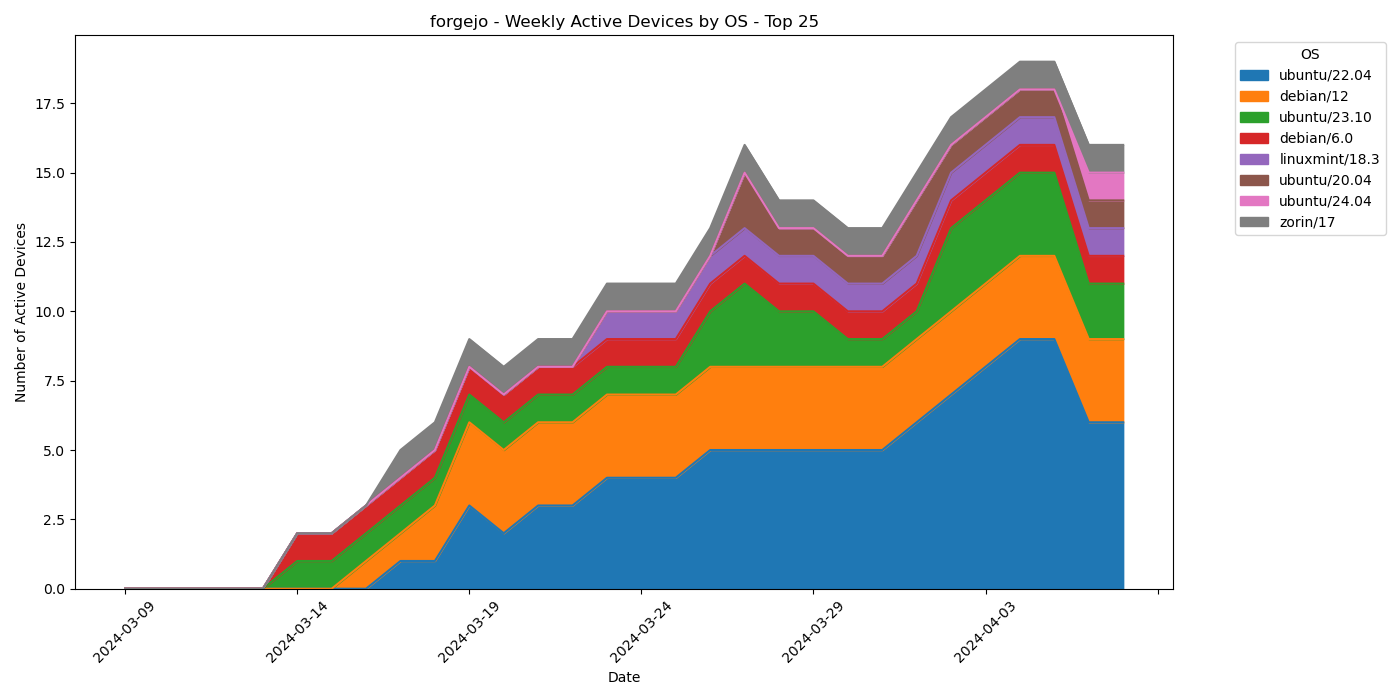 forgejo - Weekly Active Devices by OS - Top 25
OS
ubuntu/22.04
debian/12
ubuntu/23.10
debian/6.0
linuxmint/18.3
ubuntu/20.04
ubuntu/24.04
zorin/17
Number of Active Devices
17.5
15.0
12.5
10.0
7.5
5.0
2.5
0.0
2024-03-09
2024-03-14
2024-03-19
2024-03-24
2024-03-29
2024-04-03
Date